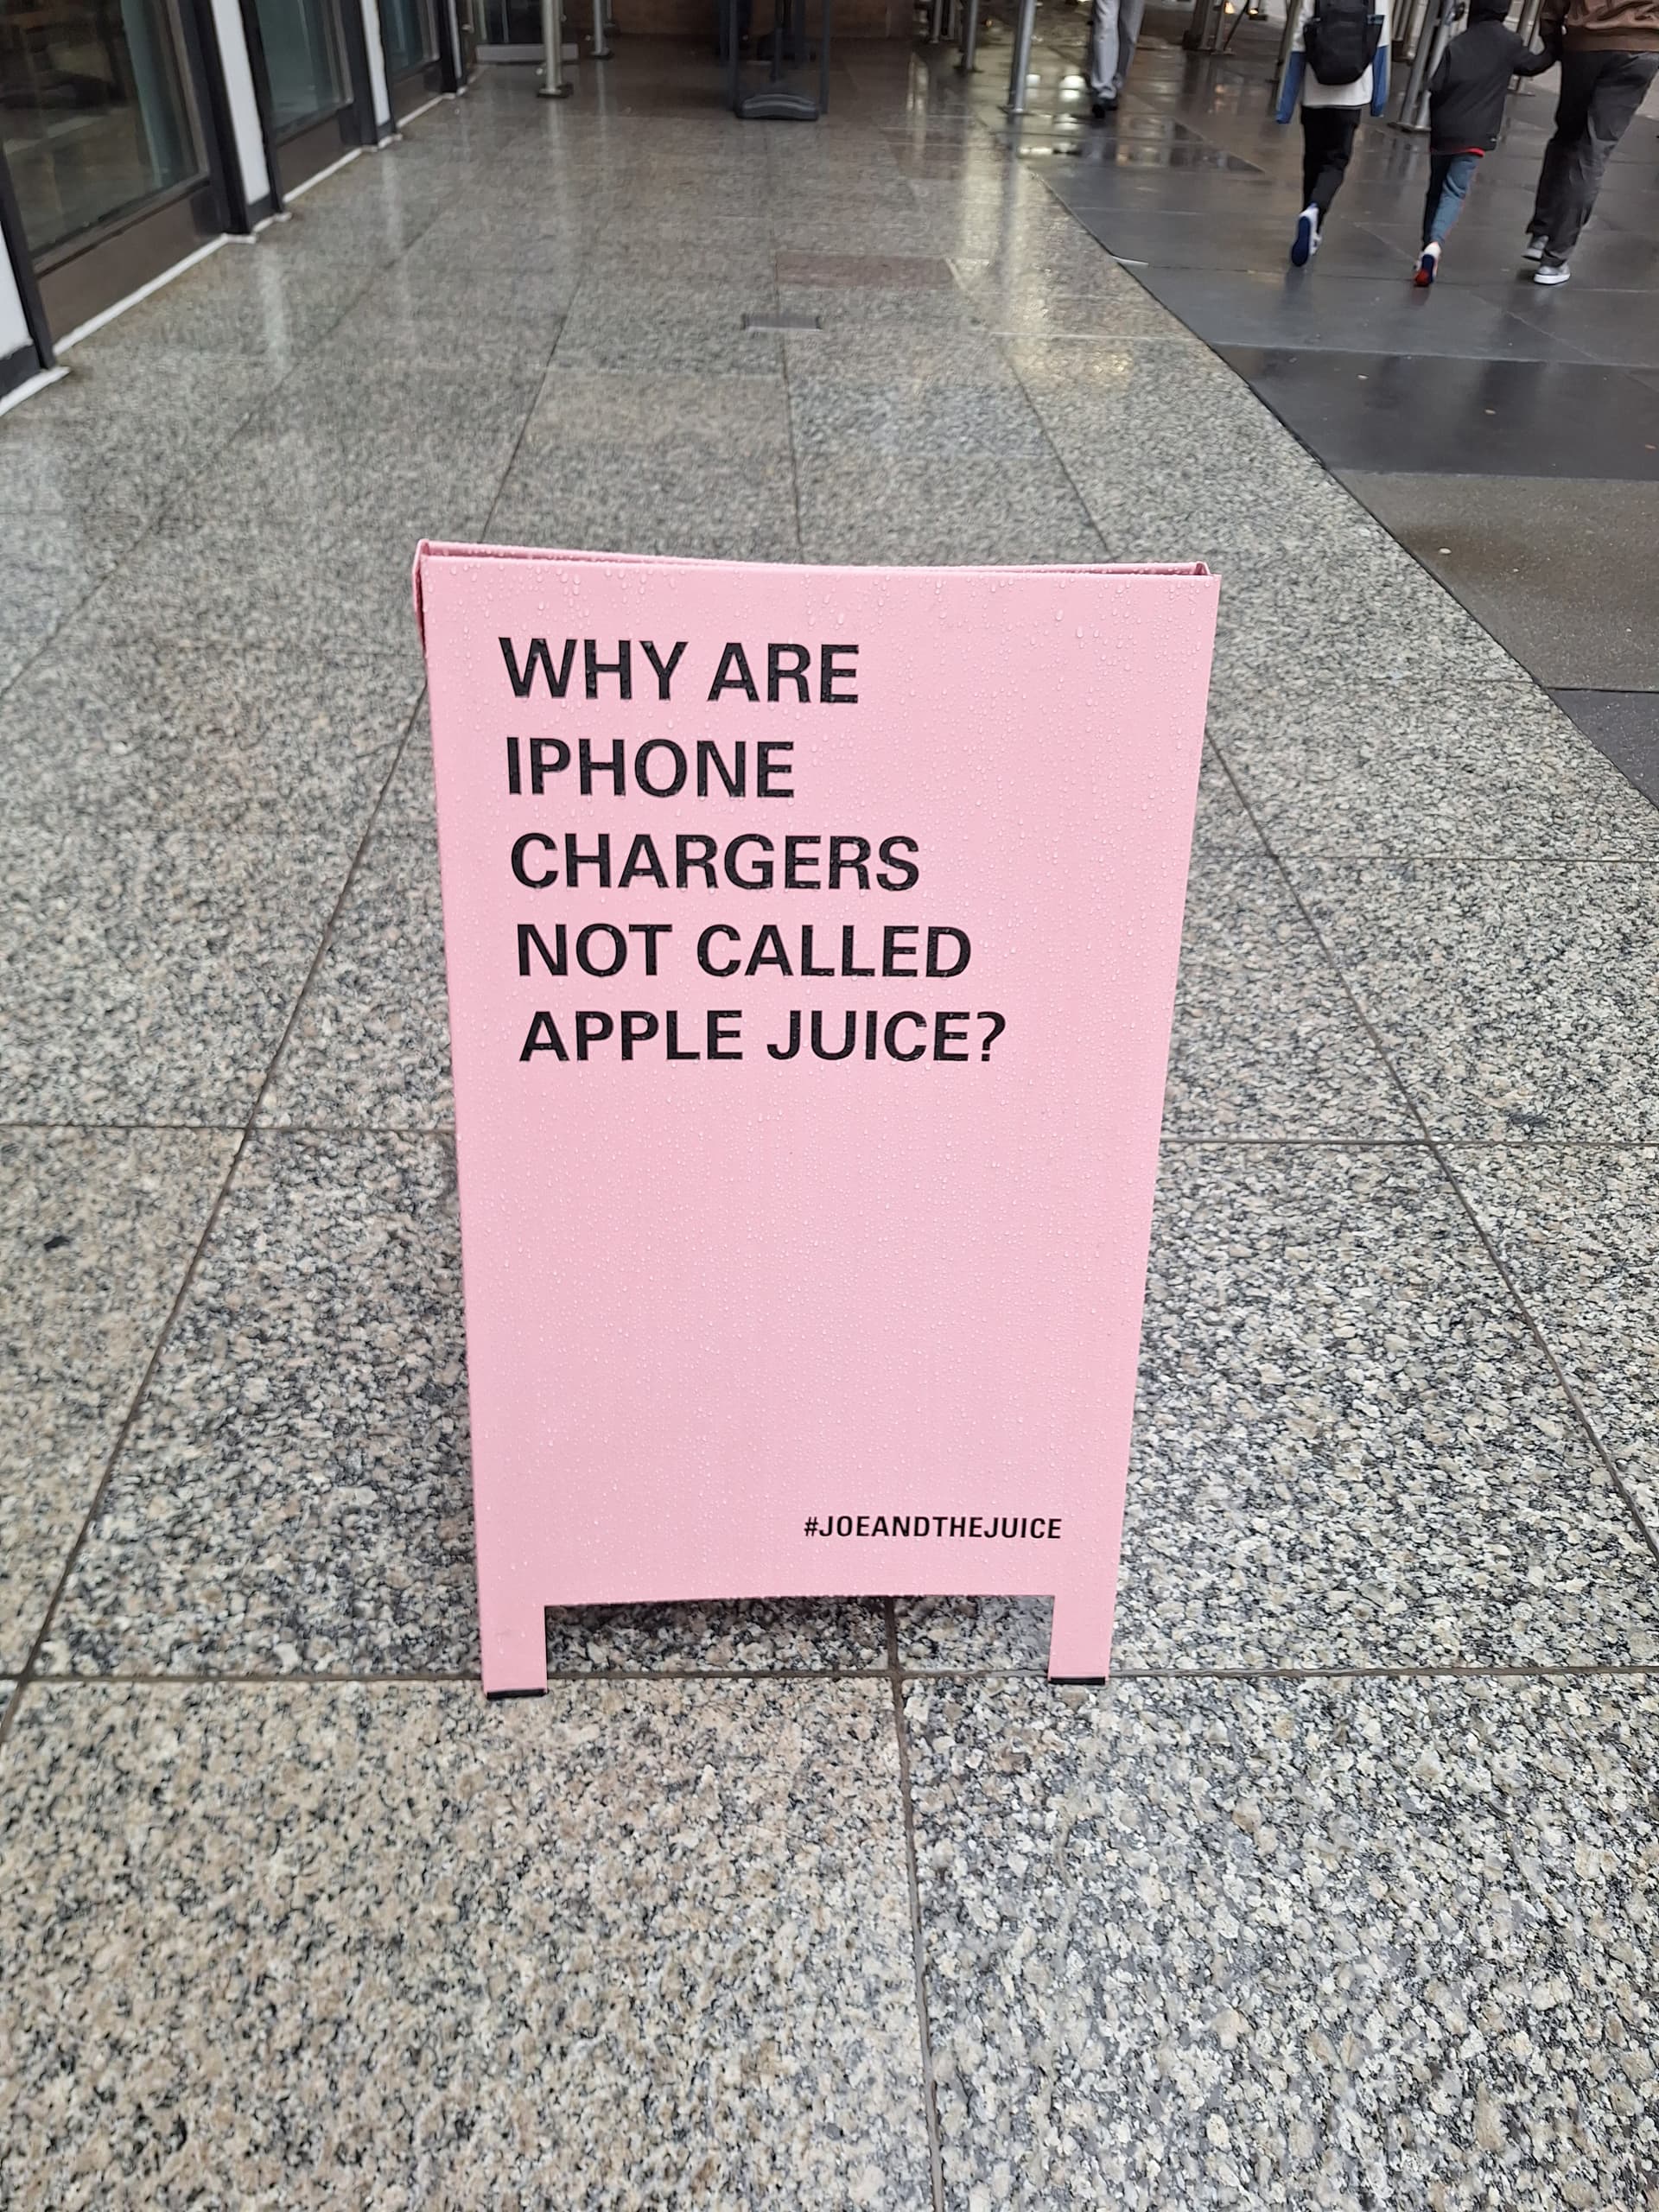 WHY ARE
IPHONE
CHARGERS
NOT CALLED
APPLE JUICE?
#JOEANDTHEJUICE